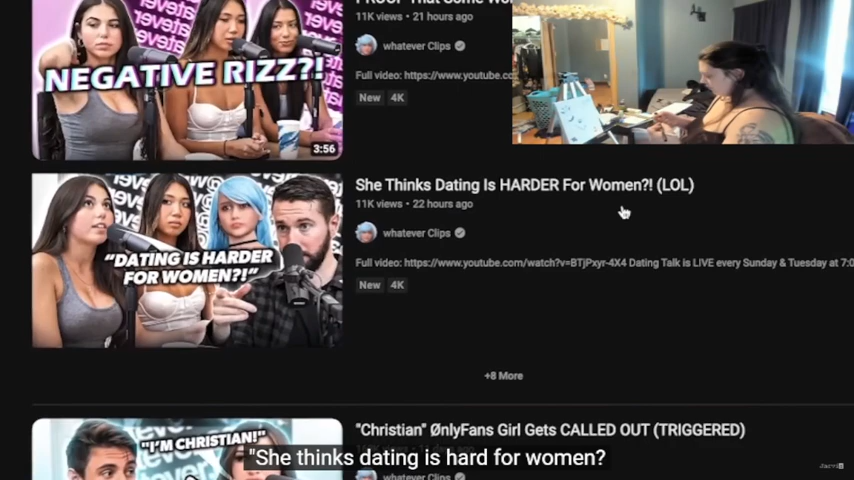 11K views • 21 hours ago
whatever Clips
Full video: https://www.youtube.co
New 4K
NEGATIVE RIZZ?!
3:56
She Thinks Dating Is HARDER For Women?! (LOL)
11K views • 22 hours ago
whatever Clips
Full video: https://www.youtube.com/watch?v=BTjPxyr-4X4 Dating Talk is LIVE every Sunday & Tuesday at 7:0
New 4K
"DATING IS HARDER
FOR WOMEN?!"
+8 More
"Christian" ØnlyFans Girl Gets CALLED OUT (TRIGGERED)
"I'M CHRISTIAN!"
"She thinks dating is hard for women?
whatever Clips